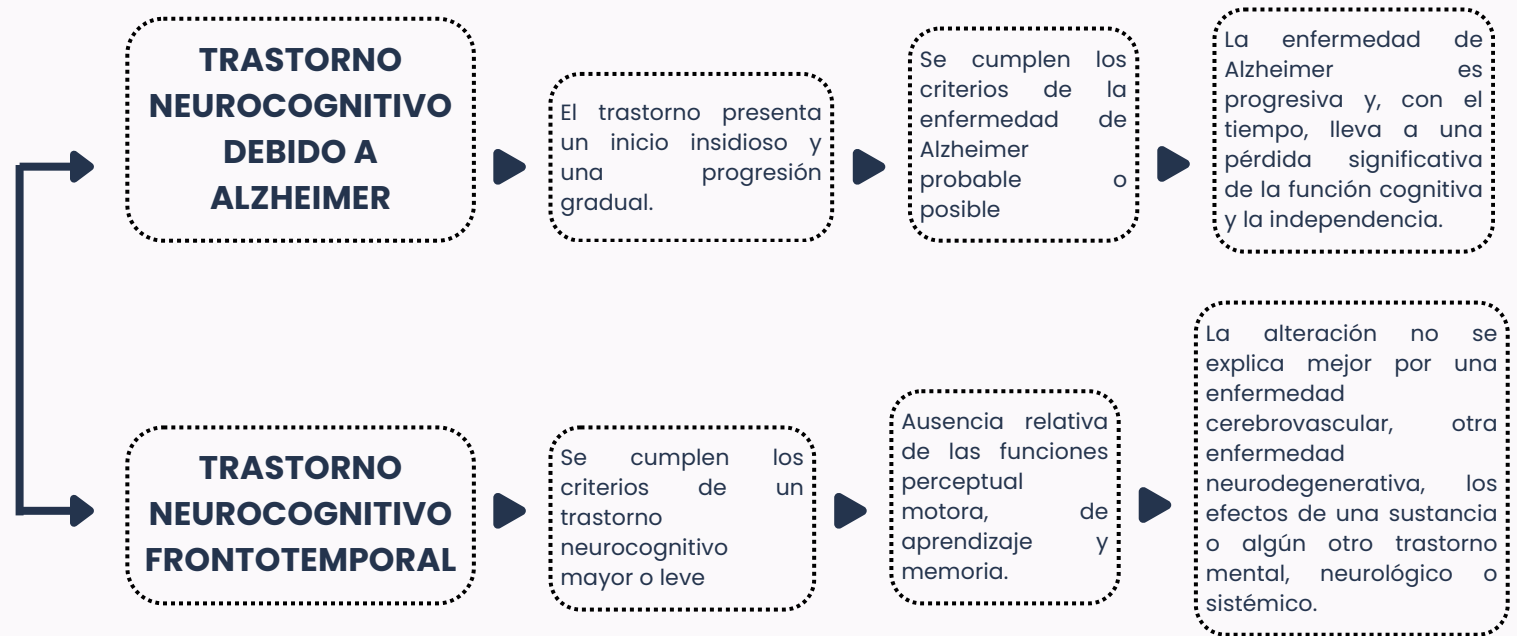 TRASTORNO
NEUROCOGNITIVO
DEBIDO A
ALZHEIMER
El trastorno presenta
un inicio insidioso y
una progresión
gradual.
Se cumplen los
criterios de la
enfermedad de
Alzheimer
probable o
posible
La enfermedad de
Alzheimer es
progresiva y, con el
tiempo, lleva a una
pérdida significativa
de la función cognitiva
y la independencia.
TRASTORNO
NEUROCOGNITIVO
FRONTOTEMPORAL
Se cumplen los
criterios de un
trastorno
neurocognitivo
mayor o leve
Ausencia relativa
de las funciones
perceptual
motora, de
aprendizaje y
memoria.
La alteración no se
explica mejor por una
enfermedad
cerebrovascular, otra
enfermedad
neurodegenerativa, los
efectos de una sustancia
o algún otro trastorno
mental, neurológico o
sistémico.